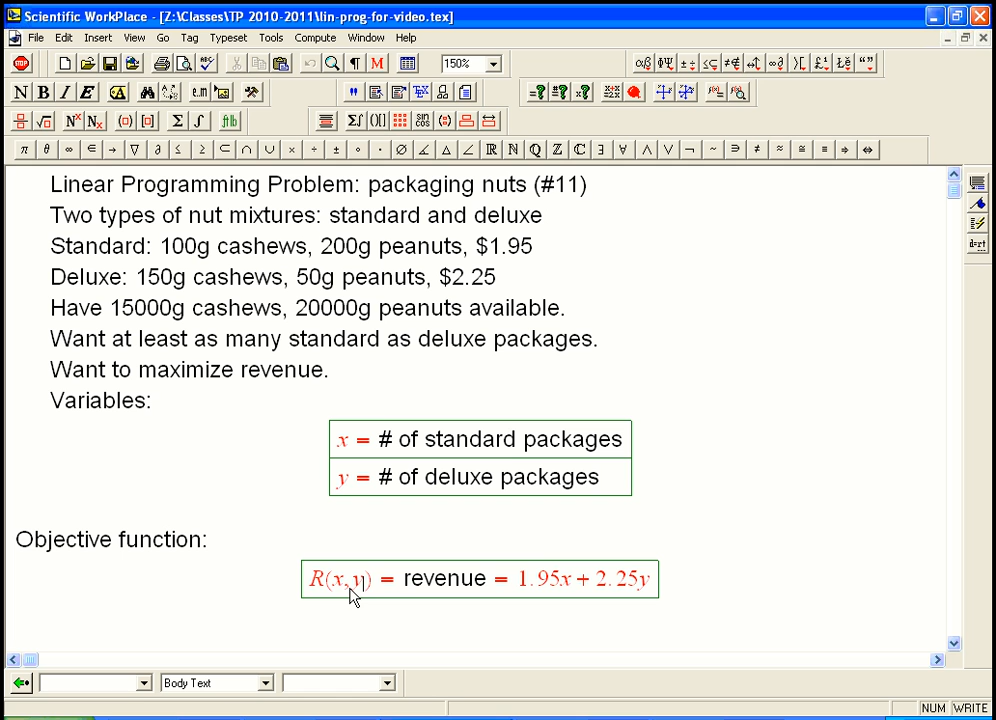 Scientific WorkPlace - [Z:\Classes\TP 2010-2011\lin-prog-for-video.tex]
File Edit Insert View Go Tag Typeset Tools Compute Window Help
150%
Linear Programming Problem: packaging nuts (#11)
Two types of nut mixtures: standard and deluxe
Standard: 100g cashews, 200g peanuts, $1.95
Deluxe: 150g cashews, 50g peanuts, $2.25
Have 15000g cashews, 20000g peanuts available.
Want at least as many standard as deluxe packages.
Want to maximize revenue.
Variables:
x = # of standard packages
y = # of deluxe packages
Objective function:
R(x,y) = revenue = 1.95x + 2.25y
Body Text
NUM WRITE